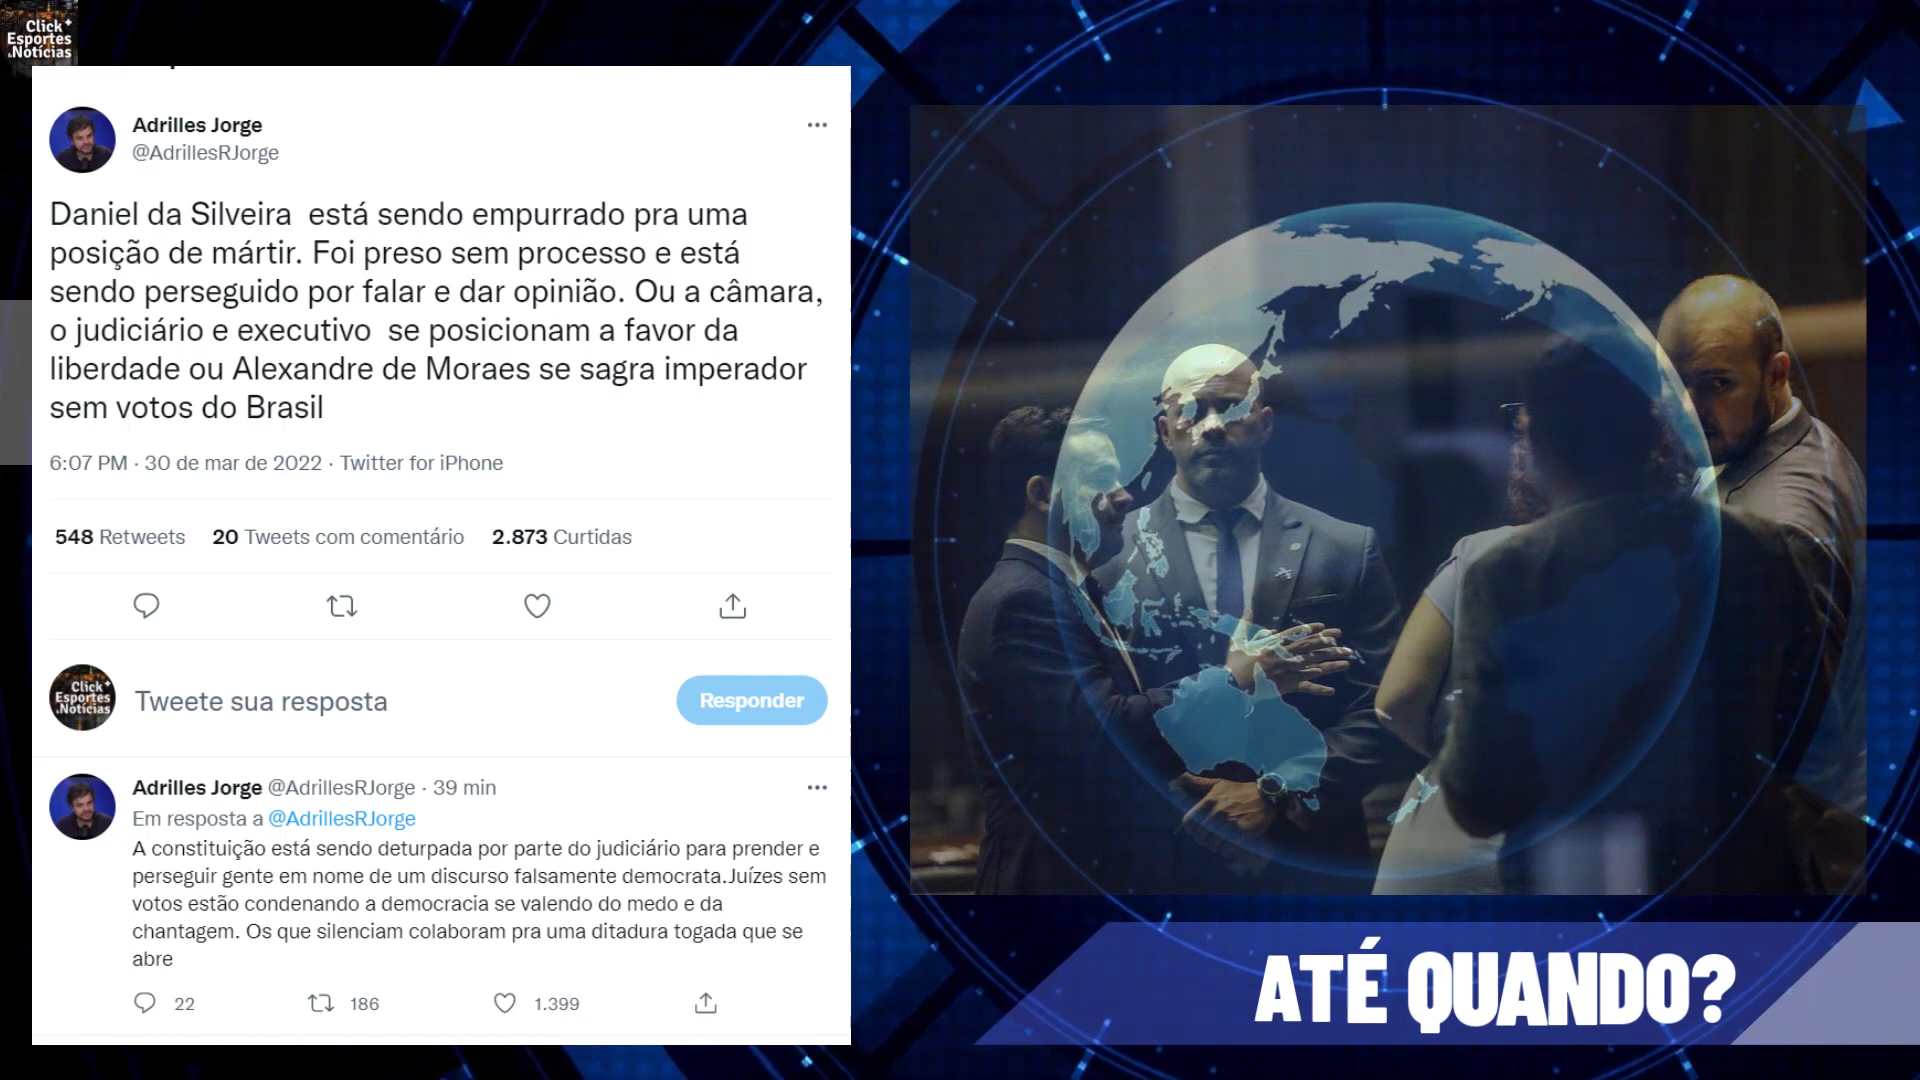 Click+
Esportes
&Notícias
Adrilles Jorge
@AdrillesRJorge
Daniel da Silveira está sendo empurrado pra uma
posição de mártir. Foi preso sem processo e está
sendo perseguido por falar e dar opinião. Ou a câmara,
o judiciário e executivo se posicionam a favor da
liberdade ou Alexandre de Moraes se sagra imperador
sem votos do Brasil
6:07 PM · 30 de mar de 2022 · Twitter for iPhone
548 Retweets 20 Tweets com comentário 2.873 Curtidas
Click+
Esportes
&Notícias
Tweete sua resposta
Responder
Adrilles Jorge @AdrillesRJorge · 39 min
Em resposta a @AdrillesRJorge
A constituição está sendo deturpada por parte do judiciário para prender e
perseguir gente em nome de um discurso falsamente democrata.Juízes sem
votos estão condenando a democracia se valendo do medo e da
chantagem. Os que silenciam colaboram pra uma ditadura togada que se
abre
22 186 1.399
ATÉ QUANDO?